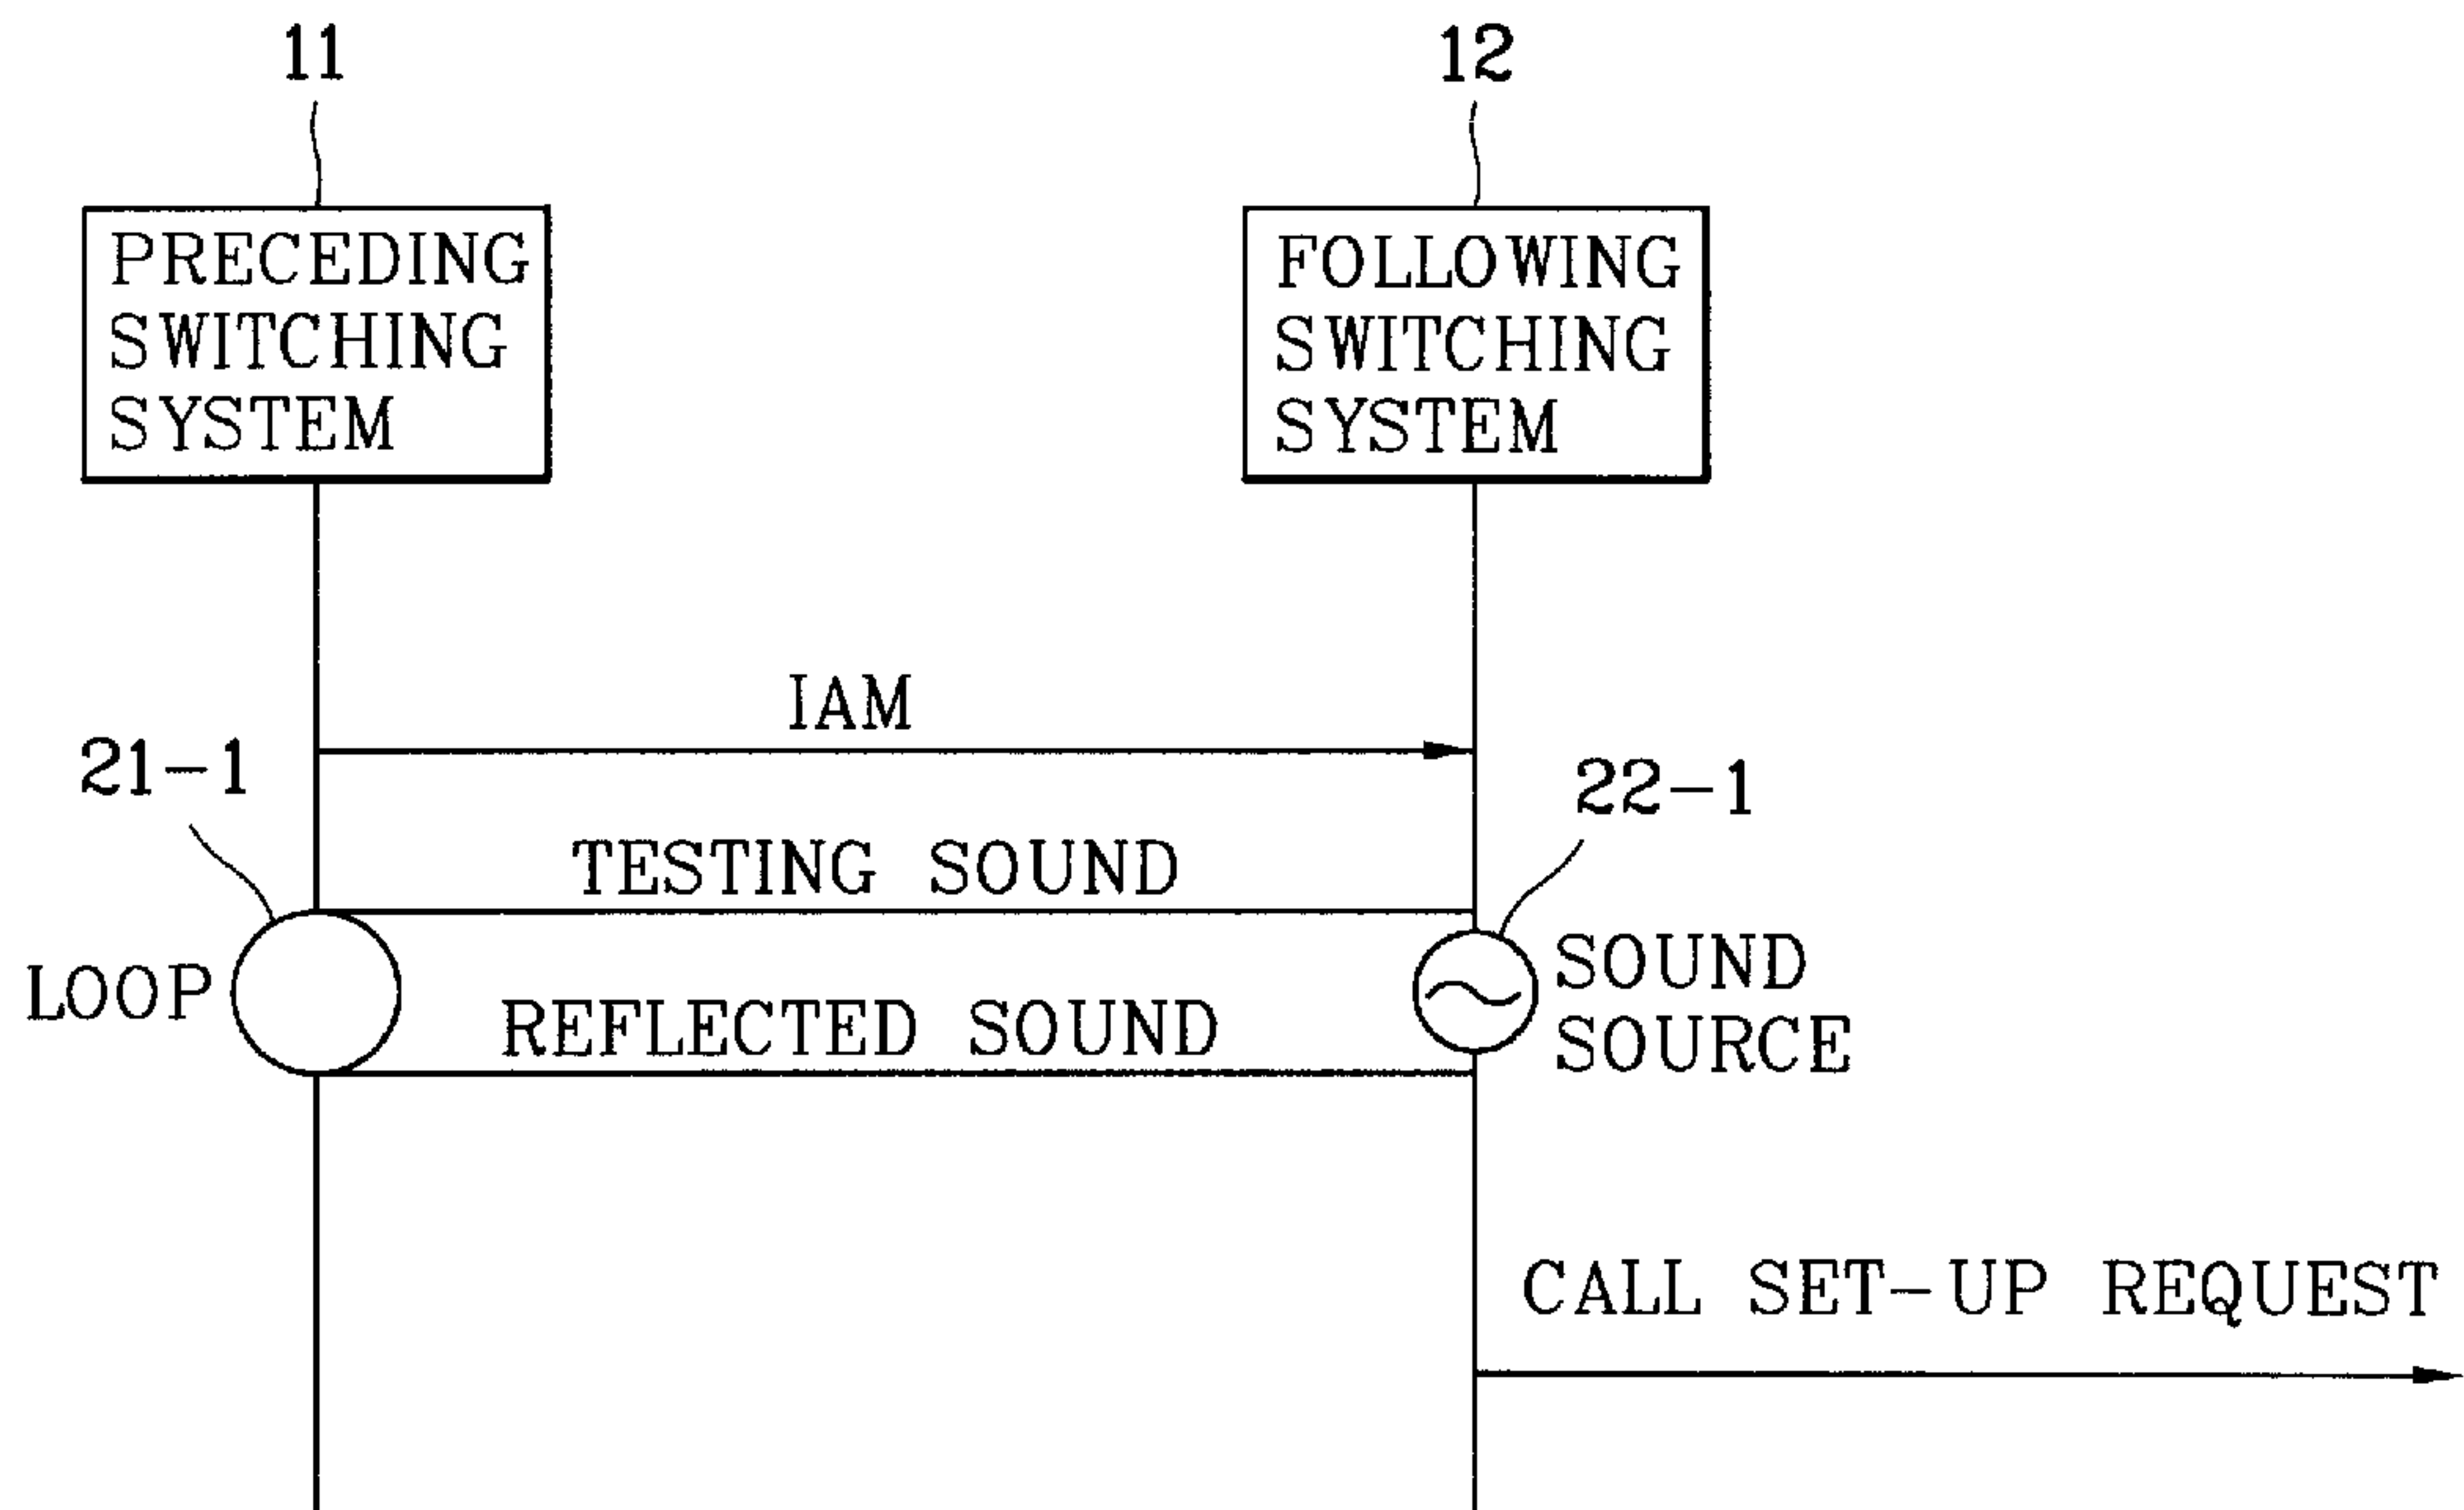 11
12
PRECEDING
SWITCHING
SYSTEM
FOLLOWING
SWITCHING
SYSTEM
IAM
21-1
22-1
TESTING SOUND
LOOP
SOUND
SOURCE
REFLECTED SOUND
CALL SET-UP REQUEST